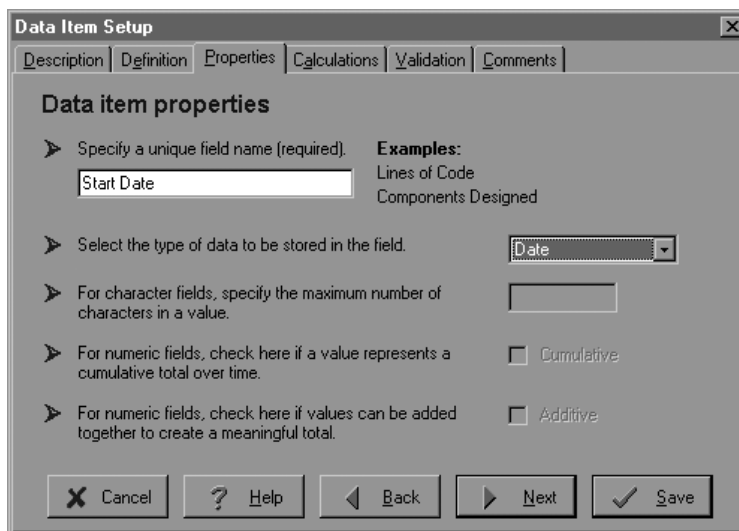 Data Item Setup
Description Definition Properties Calculations Validation Comments
Data item properties
Specify a unique field name (required).
Start Date
Examples:
Lines of Code
Components Designed
Select the type of data to be stored in the field.
Date
For character fields, specify the maximum number of
characters in a value.
For numeric fields, check here if a value represents a
cumulative total over time.
Cumulative
For numeric fields, check here if values can be added
together to create a meaningful total.
Additive
Cancel Help Back Next Save